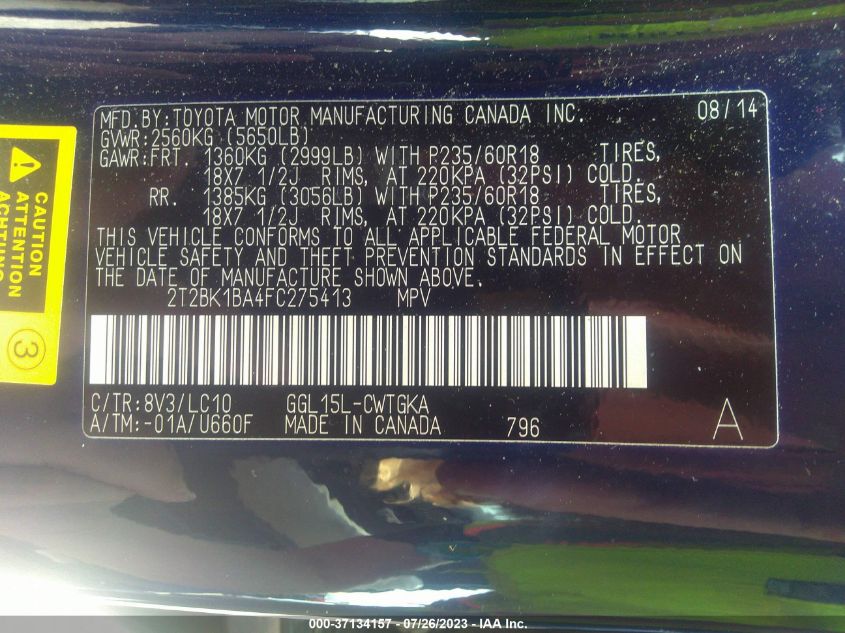 MFD.BY:TOYOTA MOTOR MANUFACTURING CANADA INC. 08/14
GVWR:2560KG (5650LB)
GAWR:FRT. 1360KG (2999LB) WITH P235/60R18 TIRES,
18X7 1/2J RIMS, AT 220KPA (32PSI) COLD.
RR. 1385KG (3056LB) WITH P235/60R18 TIRES,
18X7 1/2J RIMS, AT 220KPA (32PSI) COLD.
THIS VEHICLE CONFORMS TO ALL APPLICABLE FEDERAL MOTOR
VEHICLE SAFETY AND THEFT PREVENTION STANDARDS IN EFFECT ON
THE DATE OF MANUFACTURE SHOWN ABOVE.
2T2BK1BA4FC275413 MPV
C/TR:8V3/LC10 GGL15L-CWTGKA
A/TM:-01A/U660F MADE IN CANADA 796 A
CAUTION
ATTENTION
ACHTUNG
3
000-37134157 - 07/26/2023 - IAA Inc.